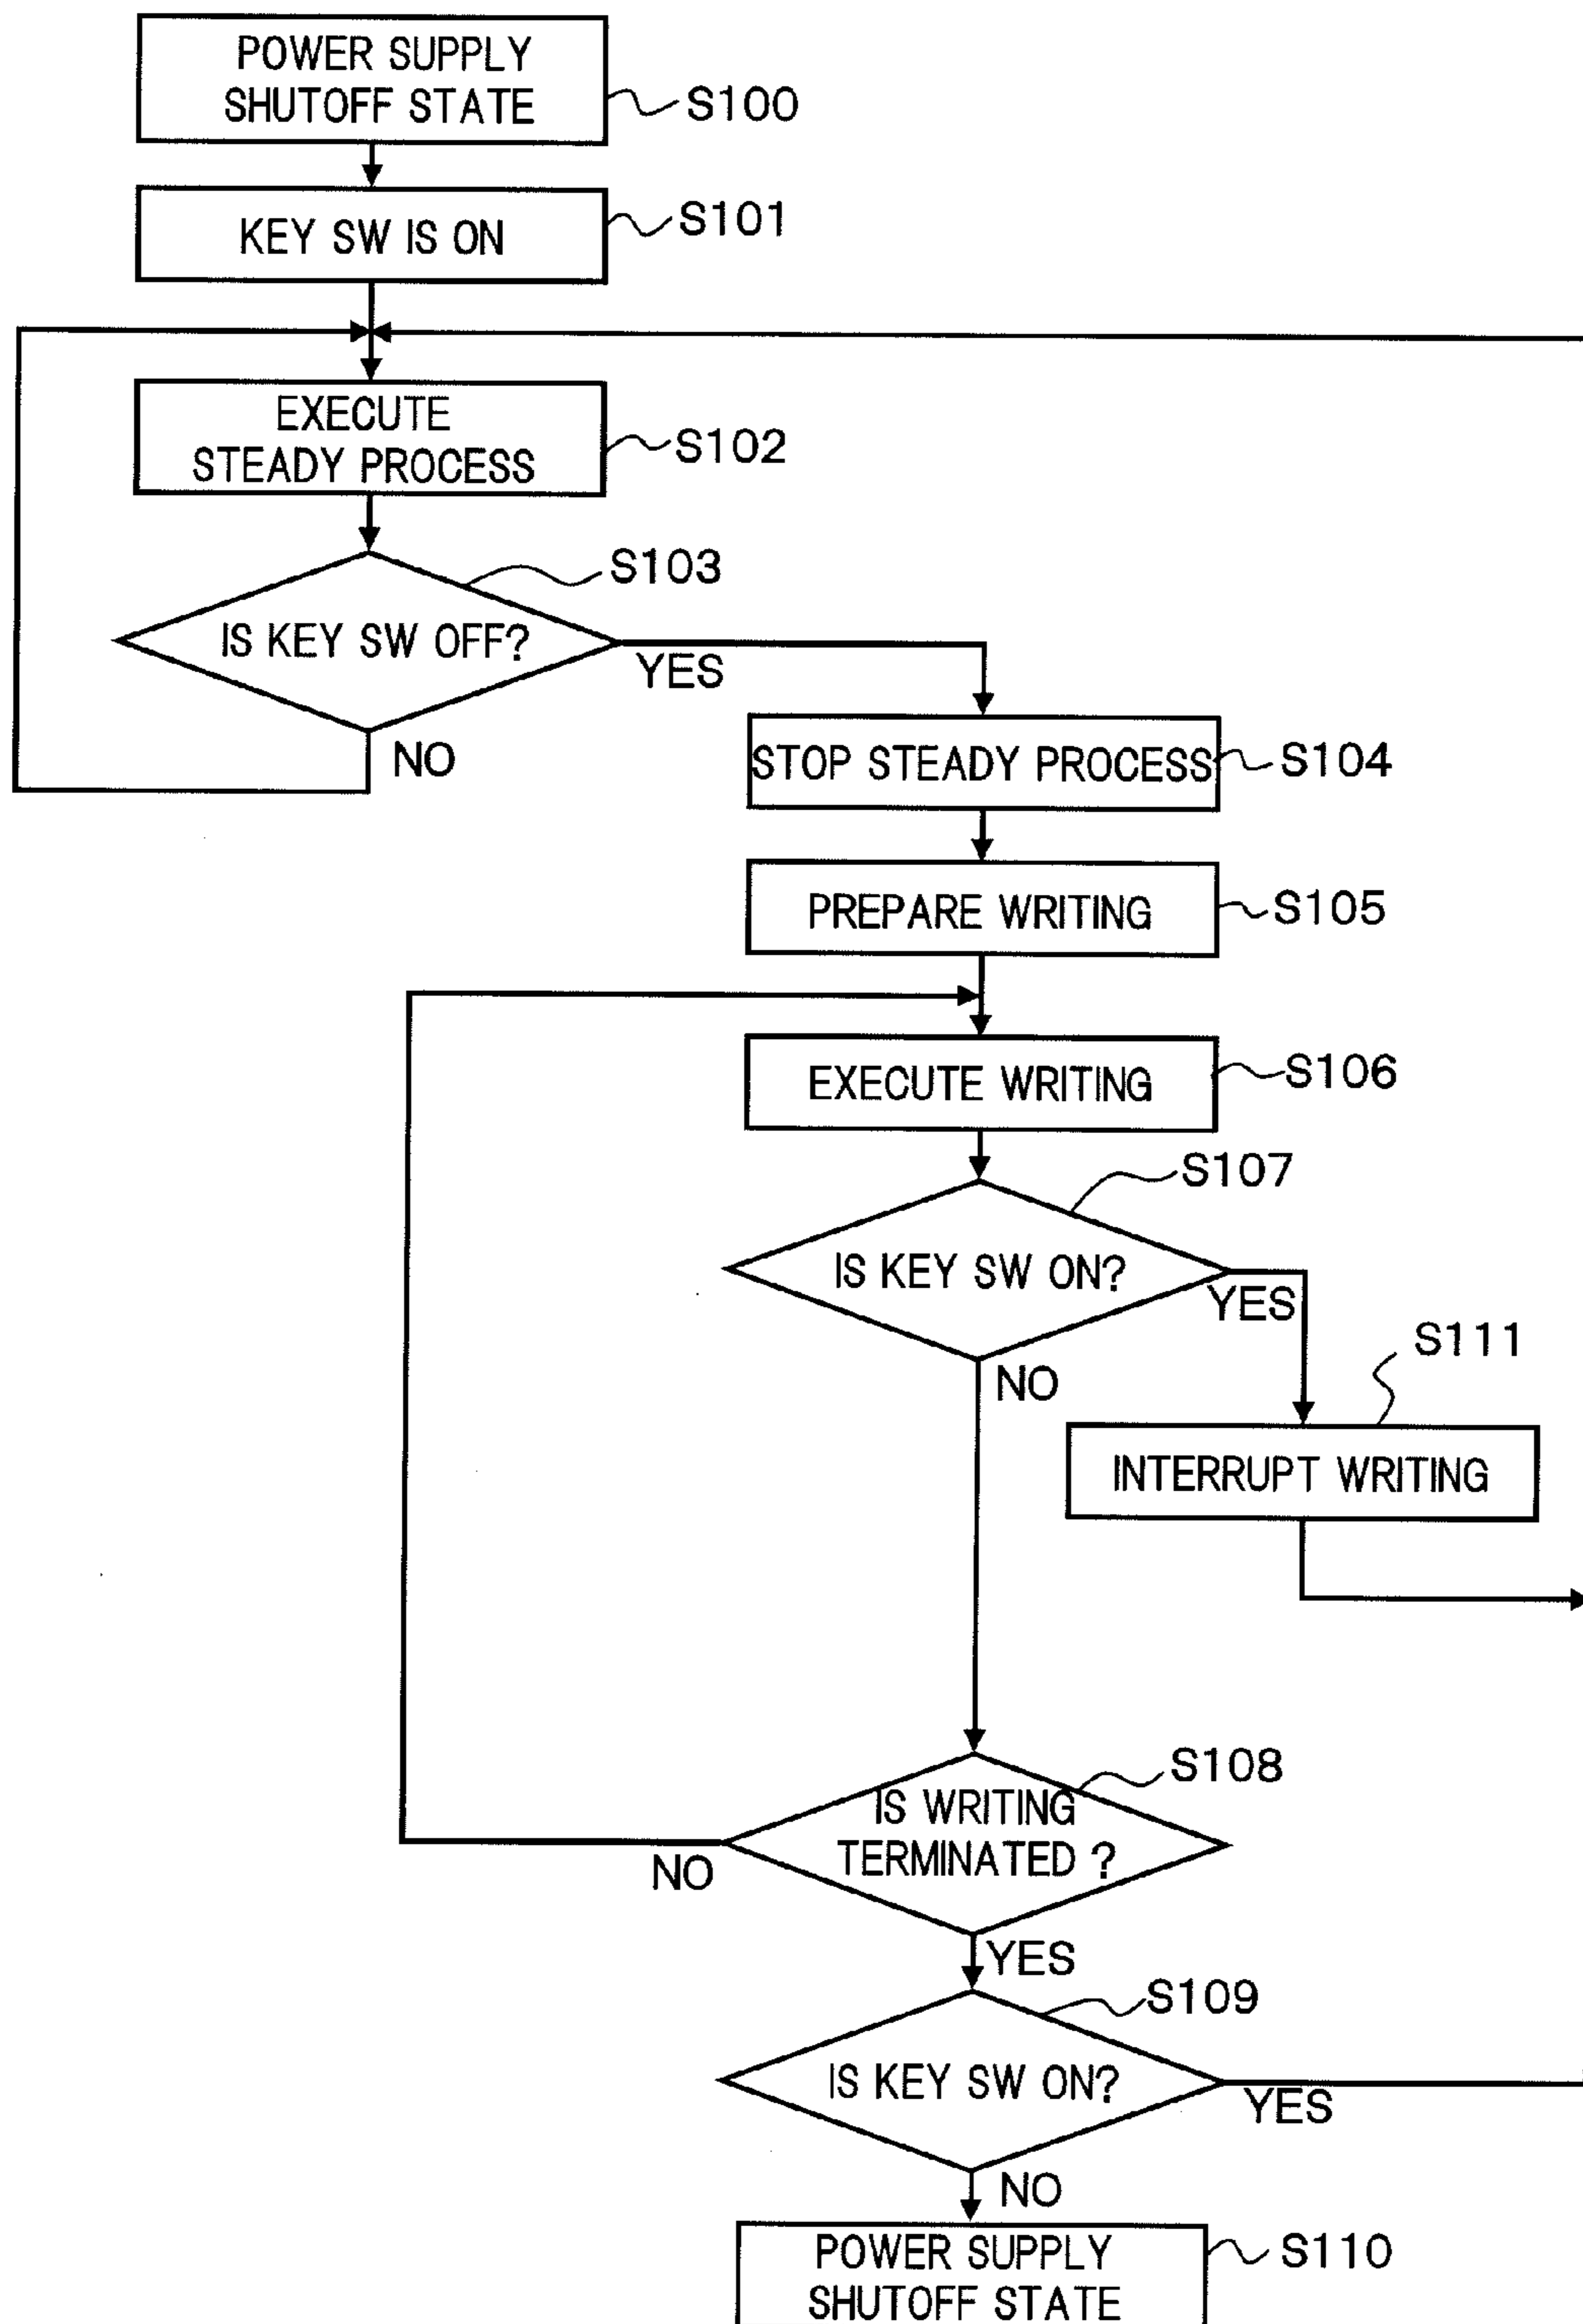 POWER SUPPLY
SHUTOFF STATE
S100
KEY SW IS ON
S101
EXECUTE
STEADY PROCESS
S102
S103
IS KEY SW OFF?
YES
NO
STOP STEADY PROCESS
S104
PREPARE WRITING
S105
EXECUTE WRITING
S106
S107
IS KEY SW ON?
YES
NO
S111
INTERRUPT WRITING
S108
IS WRITING
TERMINATED ?
NO
YES
S109
IS KEY SW ON?
YES
NO
POWER SUPPLY
SHUTOFF STATE
S110